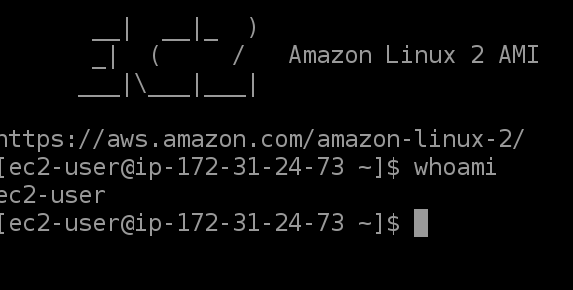 __|  __|_  )
_|  (     /   Amazon Linux 2 AMI
___|\___|___|
https://aws.amazon.com/amazon-linux-2/
[ec2-user@ip-172-31-24-73 ~]$ whoami
ec2-user
[ec2-user@ip-172-31-24-73 ~]$